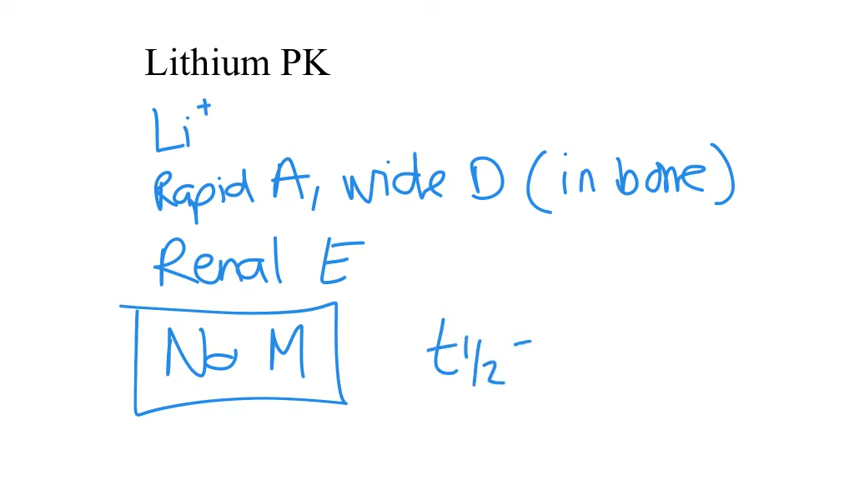 Lithium PK
Li⁺
Rapid A, wide D (in bone)
Renal E
No M
t½ -